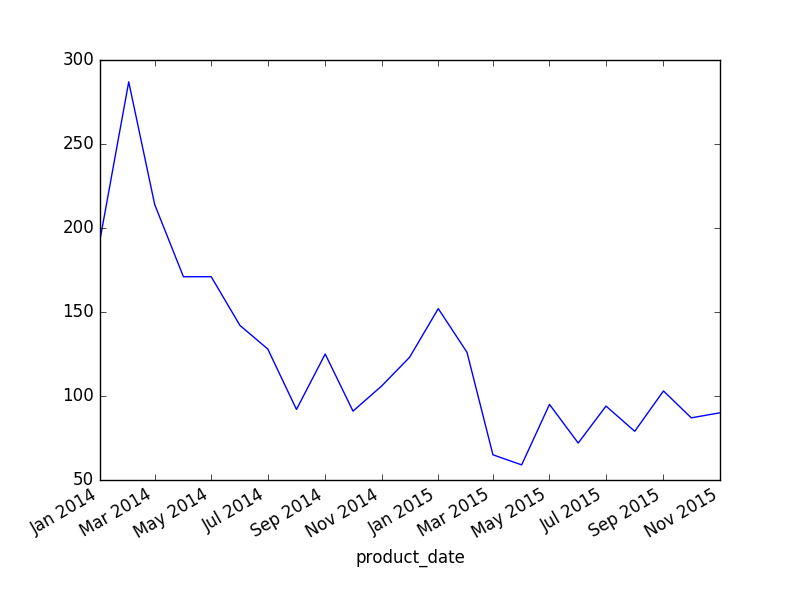 300
250
200
150
100
50
Jan 2014
Mar 2014
May 2014
Jul 2014
Sep 2014
Nov 2014
Jan 2015
Mar 2015
May 2015
Jul 2015
Sep 2015
Nov 2015
product_date